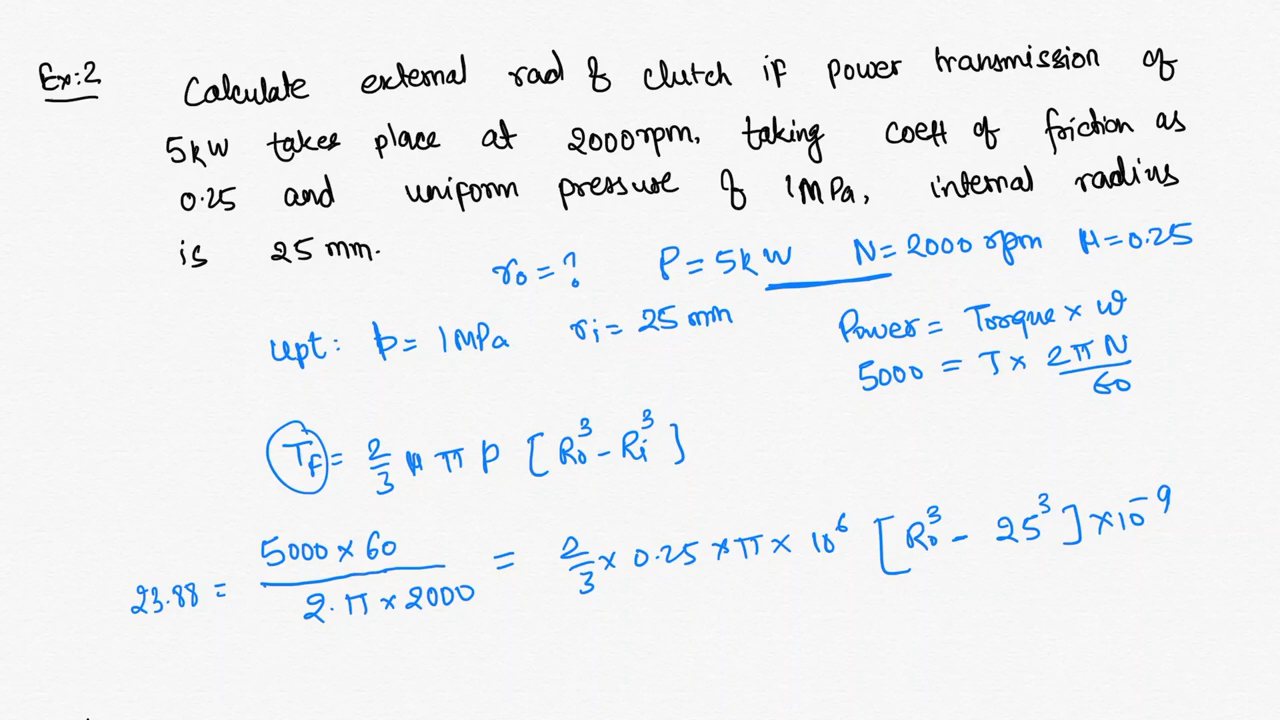 Ex:2 Calculate external rad of clutch if power transmission of
5kW takes place at 2000rpm, taking coeff of friction as
0.25 and uniform pressure of 1MPa, internal radius
is 25 mm.
r₀ = ? P = 5kW N = 2000 rpm μ = 0.25
upt: p = 1MPa rᵢ = 25 mm
Power = Torque × ω
5000 = T × 2πN/60
T_F = 2/3 μ π p [R₀³ - Rᵢ³]
23.88 = 5000 × 60 / 2.π × 2000 = 2/3 × 0.25 × π × 10⁶ [R₀³ - 25³] × 10⁻⁹